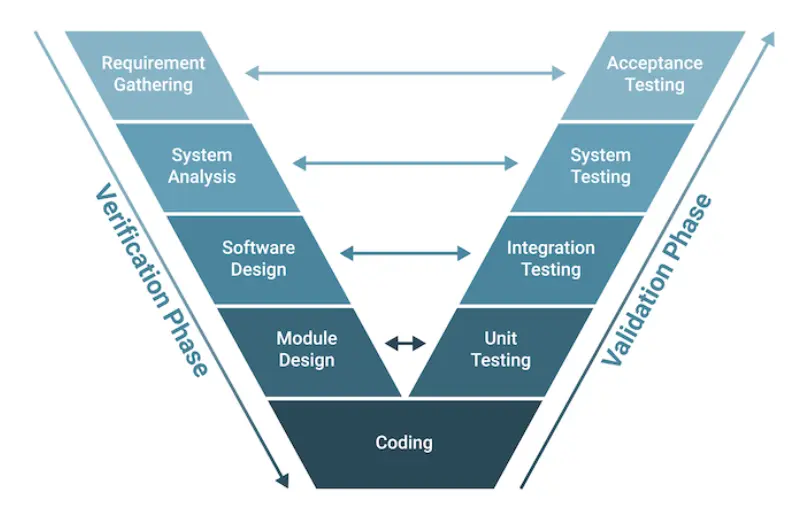 Requirement
Gathering
Acceptance
Testing
System
Analysis
System
Testing
Verification Phase
Validation Phase
Software
Design
Integration
Testing
Module
Design
Unit
Testing
Coding